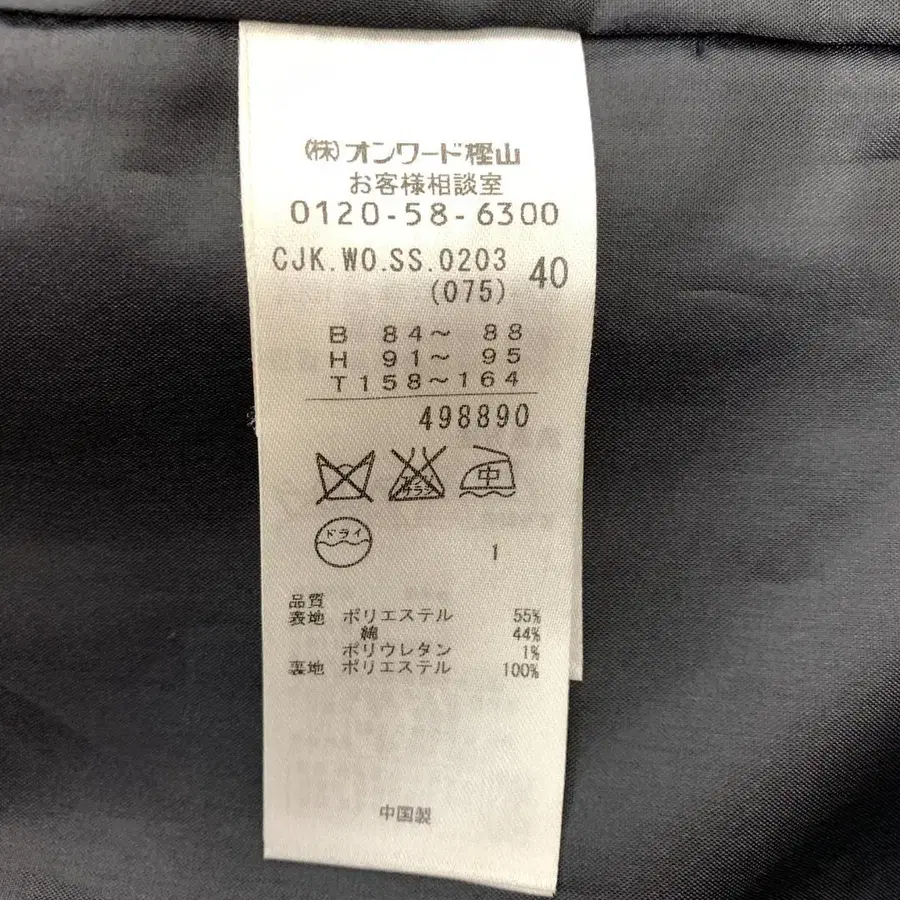 (株)オンワード樫山
お客様相談室
0120-58-6300
CJK.WO.SS.0203 40
(075)
B 84～ 88
H 91～ 95
T158～164
498890
中
ドライ
1
品質
表地 ポリエステル 55%
綿 44%
ポリウレタン 1%
裏地 ポリエステル 100%
中国製